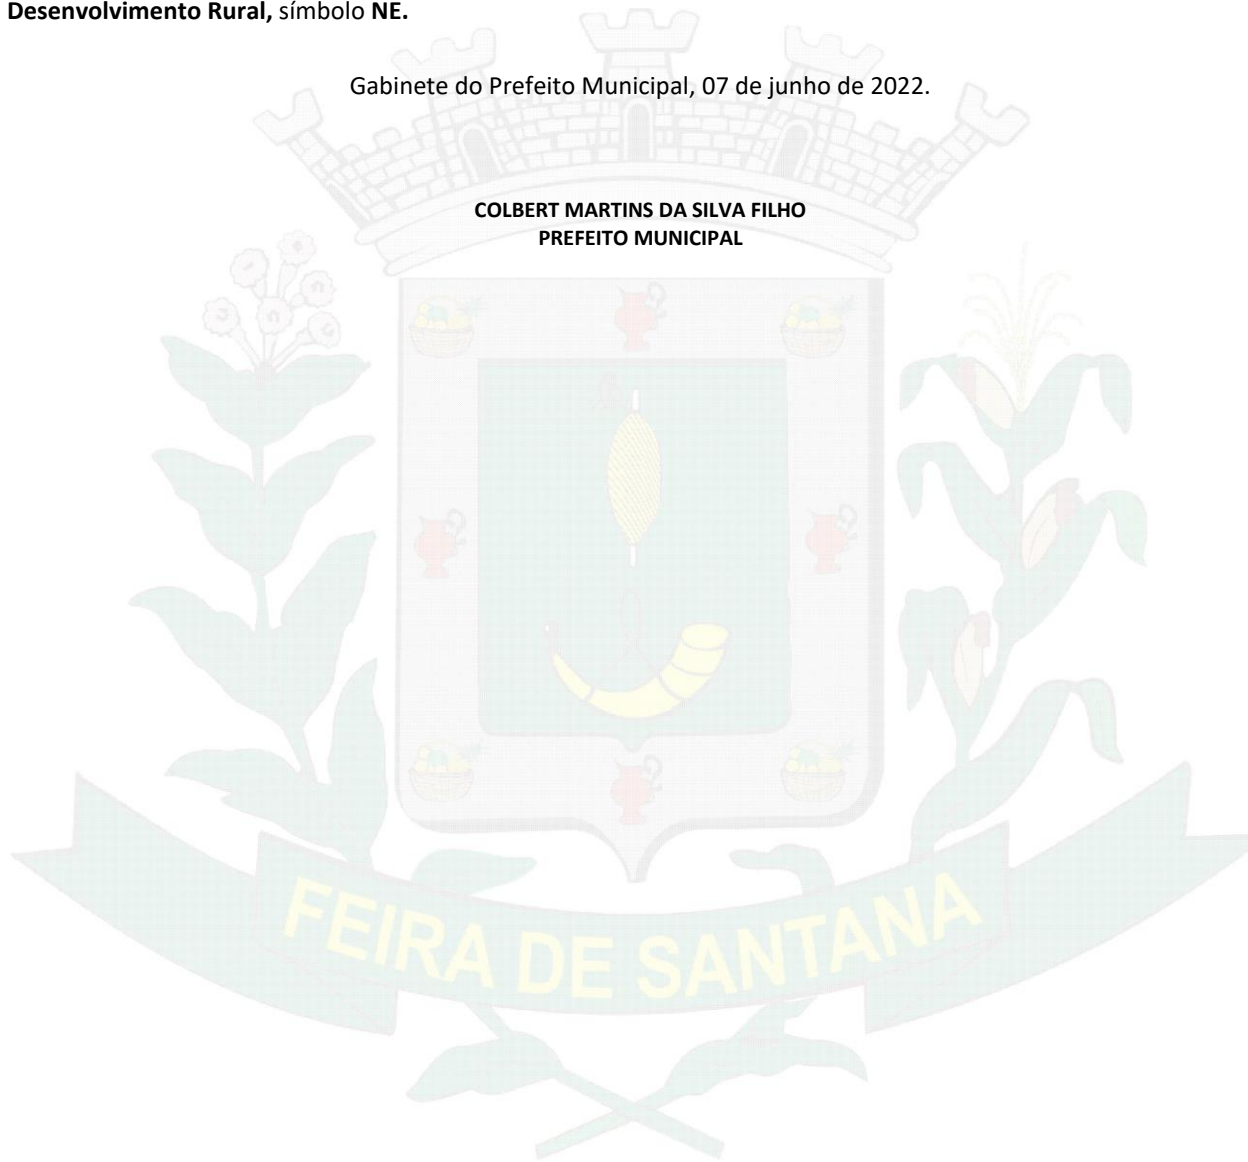 Desenvolvimento Rural, símbolo NE.
Gabinete do Prefeito Municipal, 07 de junho de 2022.
COLBERT MARTINS DA SILVA FILHO
PREFEITO MUNICIPAL
FEIRA DE SANTANA